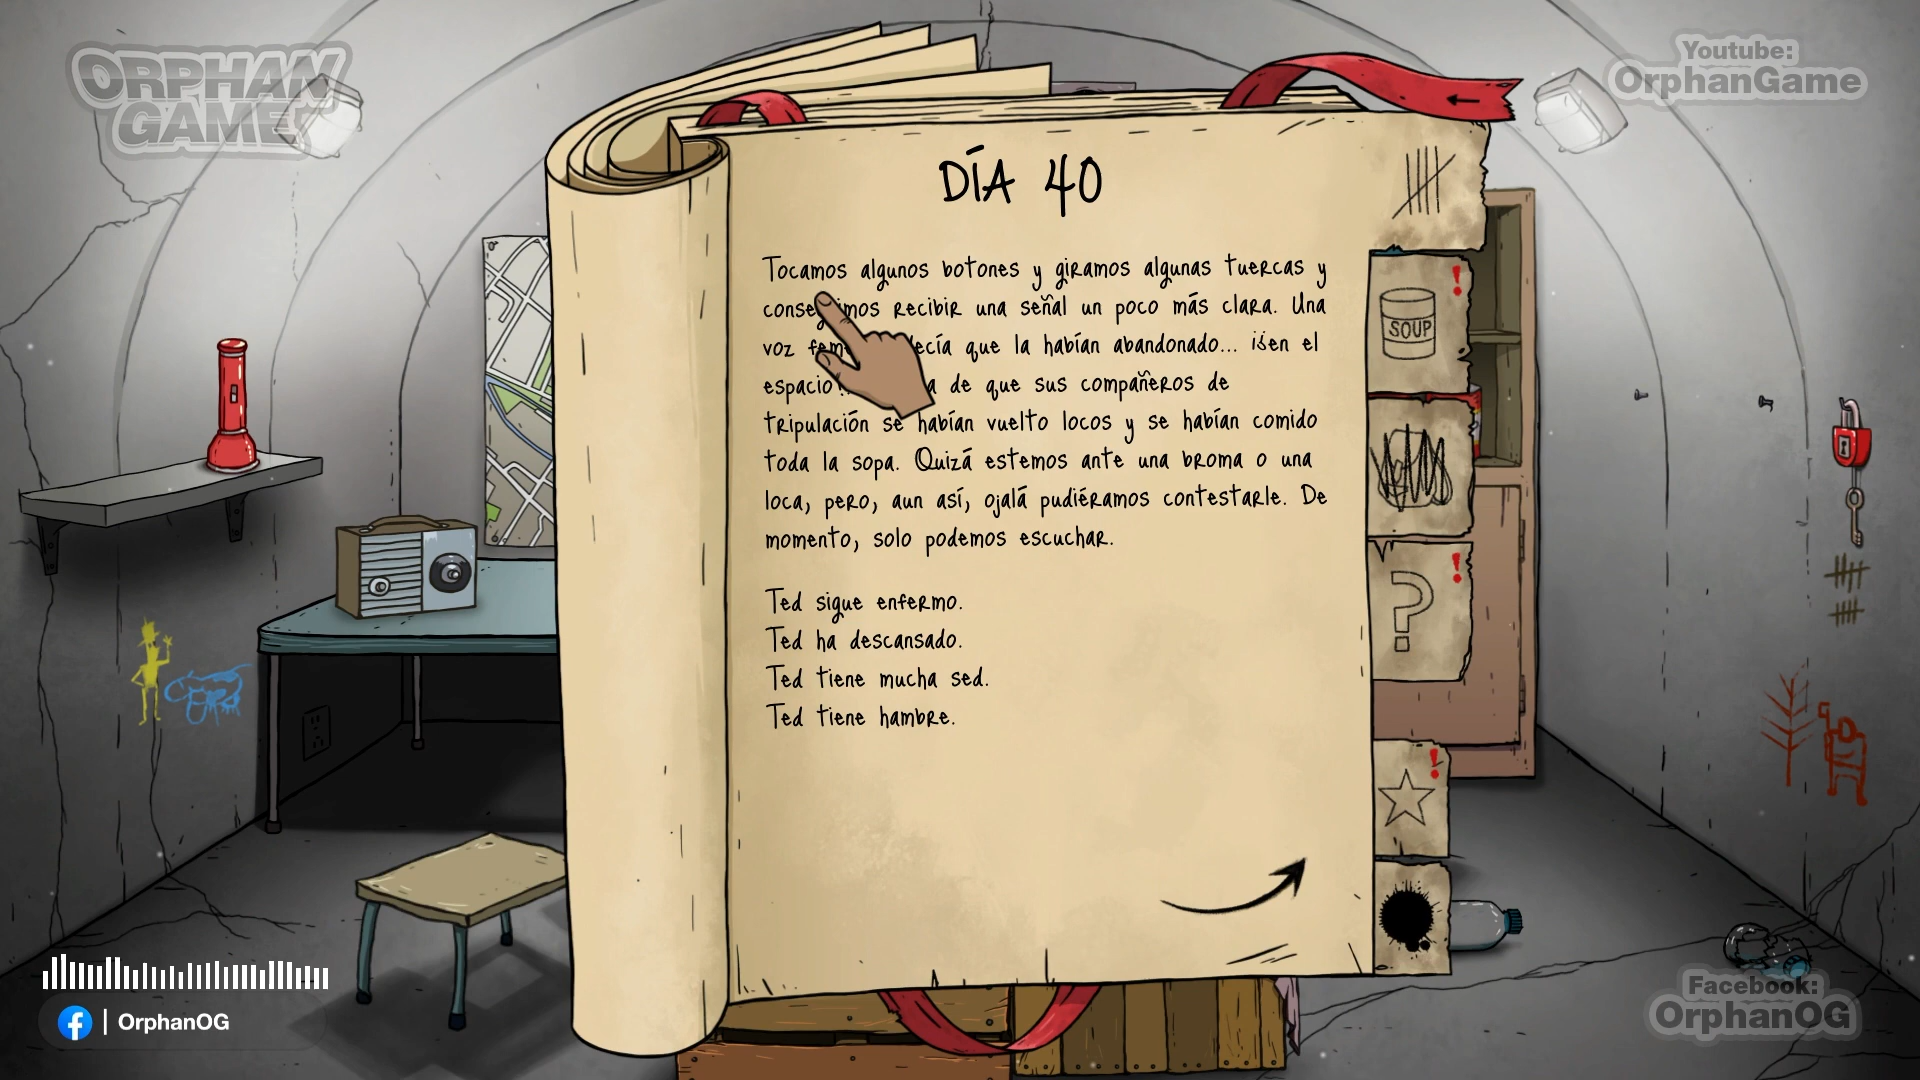 ORPHAN
GAME
Youtube:
OrphanGame
DÍA 40
Tocamos algunos botones y giramos algunas tuercas y
recibir una señal un poco más clara. Una
voz que la habían abandonado... ¡¿en el
espacio de que sus compañeros de
tripulación se habían vuelto locos y se habían comido
toda la sopa. Quizá estemos ante una broma o una
loca, pero, aun así, ojalá pudiéramos contestarle. De
momento, solo podemos escuchar.
Ted sigue enfermo.
Ted ha descansado.
Ted tiene mucha sed.
Ted tiene hambre.
!
SOUP
!
?
!
f | OrphanOG
Facebook:
OrphanOG